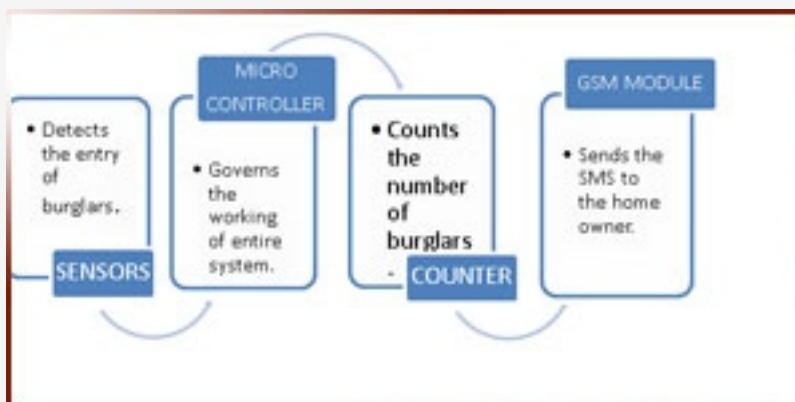 • Detects
the entry
of
burglars.
SENSORS
MICRO
CONTROLLER
• Governs
the
working
of entire
system.
• Counts
the
number
of
burglars
.
COUNTER
GSM MODULE
• Sends the
SMS to
the home
owner.